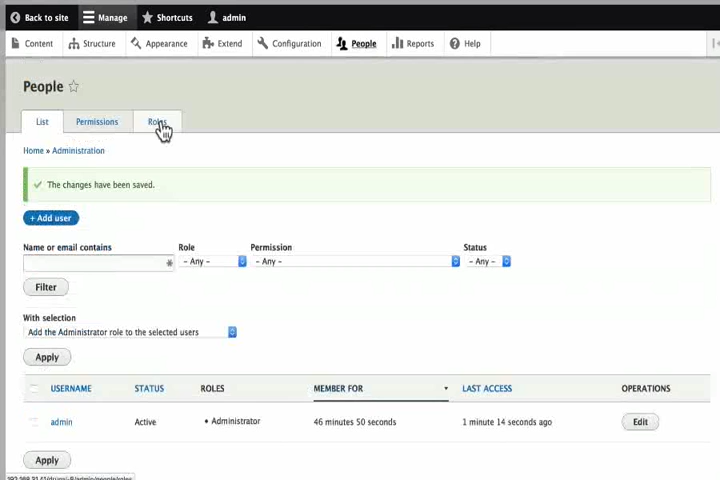 Back to site Manage Shortcuts admin
Content Structure Appearance Extend Configuration People Reports Help
People
List Permissions Roles
Home » Administration
The changes have been saved.
+ Add user
Name or email contains Role Permission Status
- Any - - Any - - Any -
Filter
With selection
Add the Administrator role to the selected users
Apply
USERNAME STATUS ROLES MEMBER FOR LAST ACCESS OPERATIONS
admin Active • Administrator 46 minutes 50 seconds 1 minute 14 seconds ago Edit
Apply